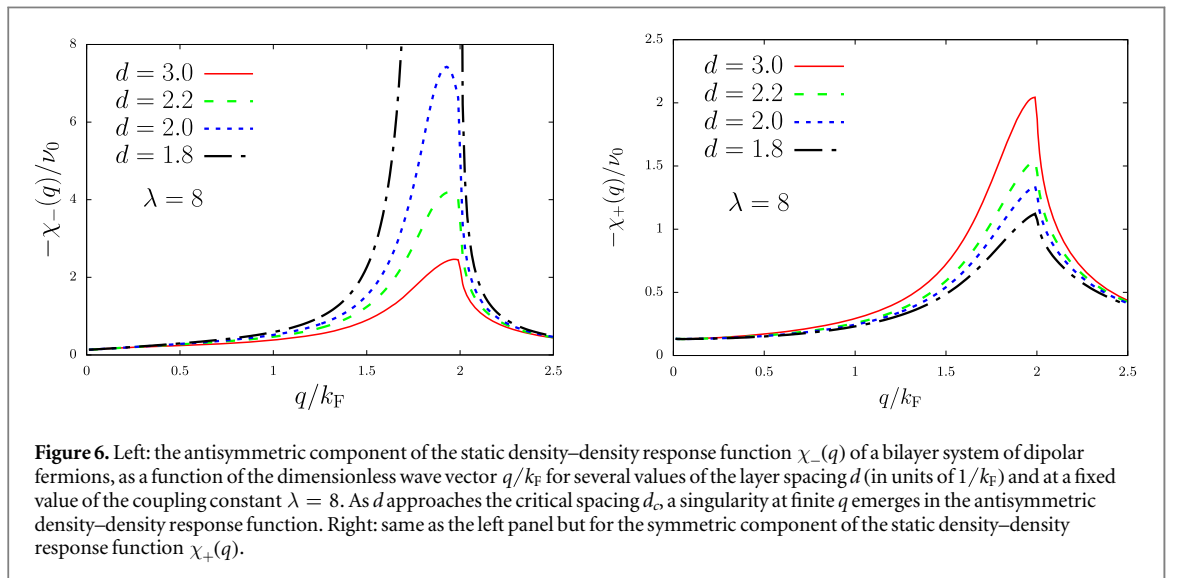 8
6
4
2
0
−χ₋(q)/ν₀
d = 3.0
d = 2.2
d = 2.0
d = 1.8
λ = 8
0 0.5 1 1.5 2 2.5
q/k_F
2.5
2
1.5
1
0.5
0
−χ₊(q)/ν₀
d = 3.0
d = 2.2
d = 2.0
d = 1.8
λ = 8
0 0.5 1 1.5 2 2.5
q/k_F
Figure 6. Left: the antisymmetric component of the static density–density response function χ₋(q) of a bilayer system of dipolar
fermions, as a function of the dimensionless wave vector q/k_F for several values of the layer spacing d (in units of 1/k_F) and at a fixed
value of the coupling constant λ = 8. As d approaches the critical spacing d_c, a singularity at finite q emerges in the antisymmetric
density–density response function. Right: same as the left panel but for the symmetric component of the static density–density
response function χ₊(q).